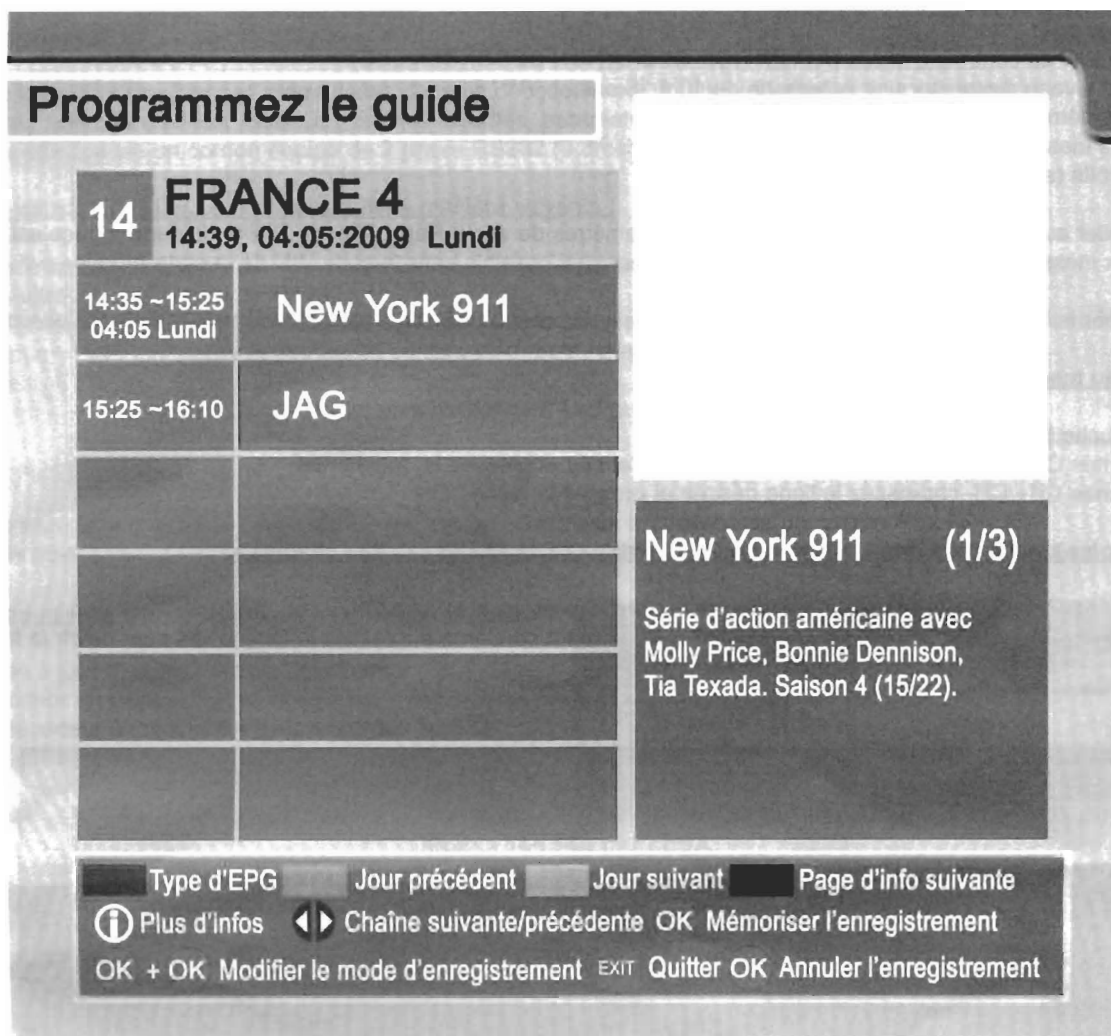 Programmez le guide
14
FRANCE 4
14:39, 04:05:2009 Lundi
14:35 ~15:25
04:05 Lundi
New York 911
15:25 ~16:10
JAG
New York 911 (1/3)
Série d'action américaine avec
Molly Price, Bonnie Dennison,
Tia Texada. Saison 4 (15/22).
Type d'EPG Jour précédent Jour suivant Page d'info suivante
i Plus d'infos Chaîne suivante/précédente OK Mémoriser l'enregistrement
OK + OK Modifier le mode d'enregistrement EXIT Quitter OK Annuler l'enregistrement